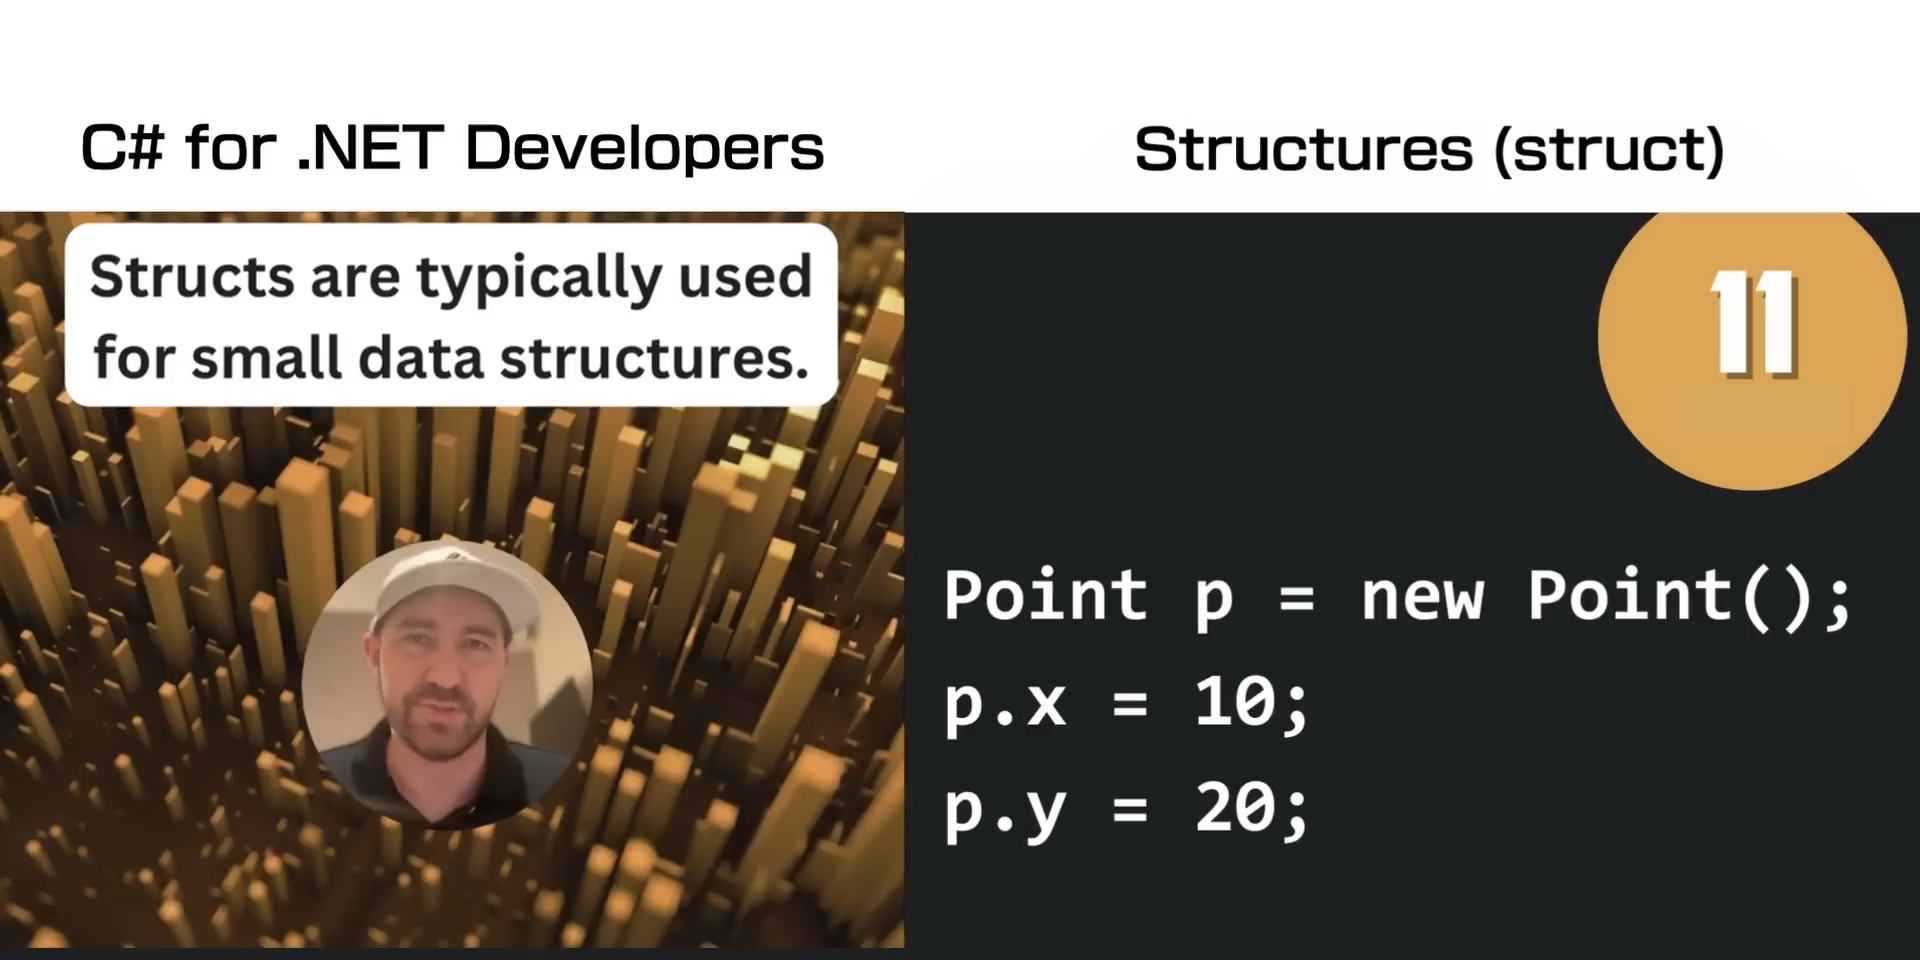 C# for .NET Developers
Structures (struct)
Structs are typically used
for small data structures.
11
Point p = new Point();
p.x = 10;
p.y = 20;